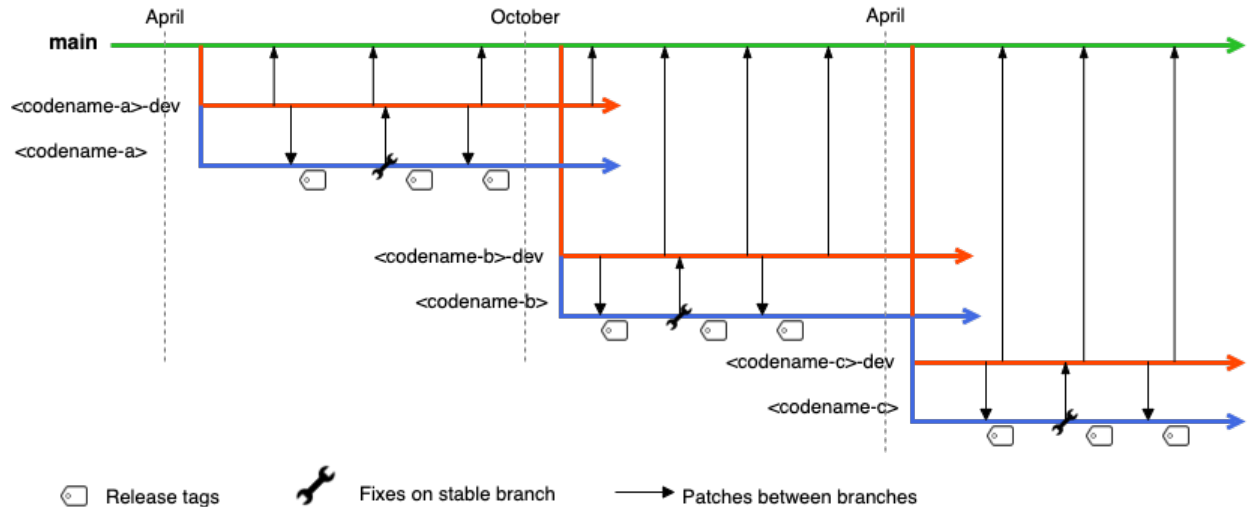 April
October
April
main
<codename-a>-dev
<codename-a>
<codename-b>-dev
<codename-b>
<codename-c>-dev
<codename-c>
Release tags
Fixes on stable branch
Patches between branches